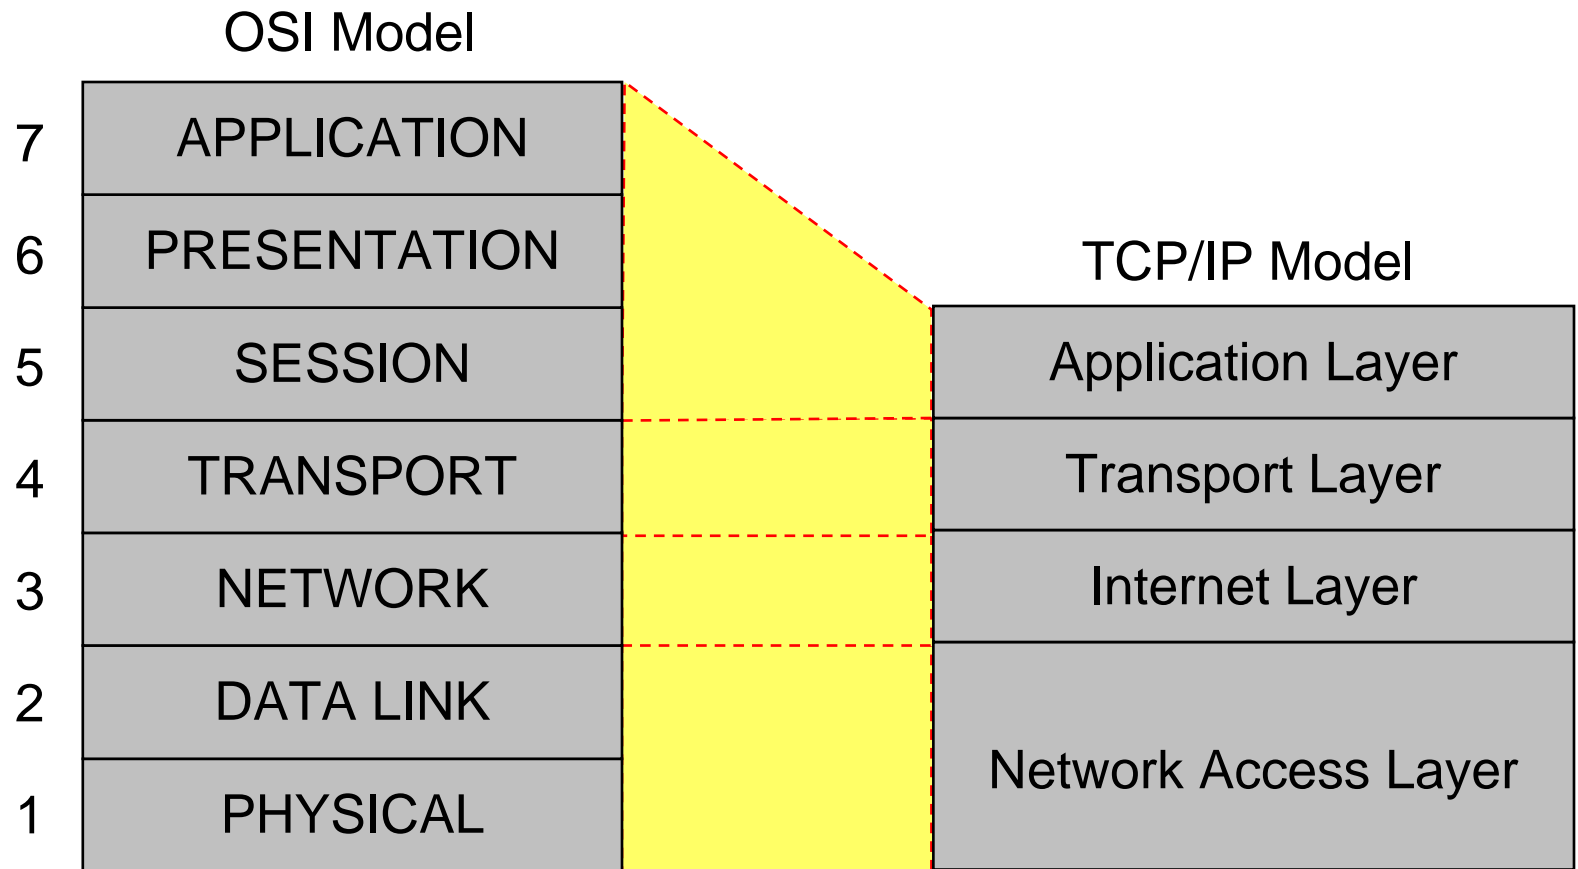 OSI Model
7 APPLICATION
6 PRESENTATION
TCP/IP Model
5 SESSION
Application Layer
4 TRANSPORT
Transport Layer
3 NETWORK
Internet Layer
2 DATA LINK
Network Access Layer
1 PHYSICAL